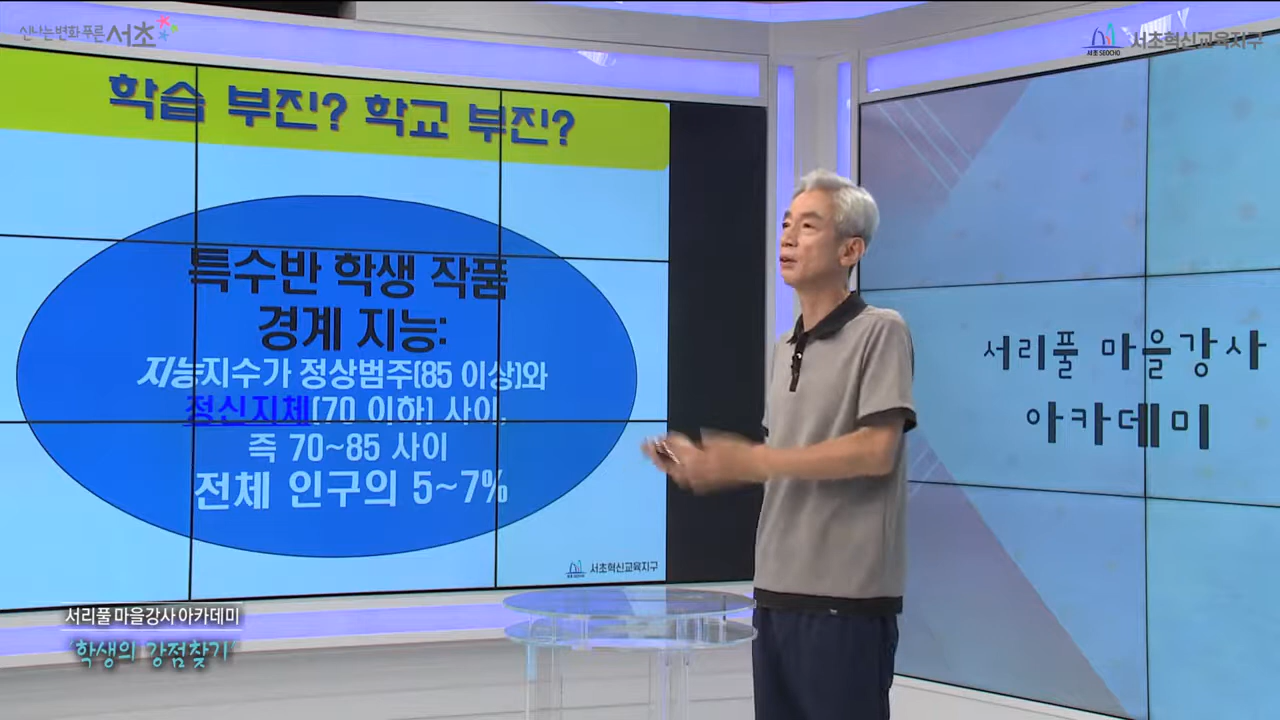 신나는 변화 푸른 서초
서초 SEOCHO
서초혁신교육지구
학습 부진? 학교 부진?
특수반 학생 작품
경계 지능:
지능지수가 정상범주(85 이상)와
정신지체(70 이하) 사이,
즉 70~85 사이
전체 인구의 5~7%
서초혁신교육지구
서리풀 마을강사
아카데미
서리풀 마을강사 아카데미
학생의 강점찾기